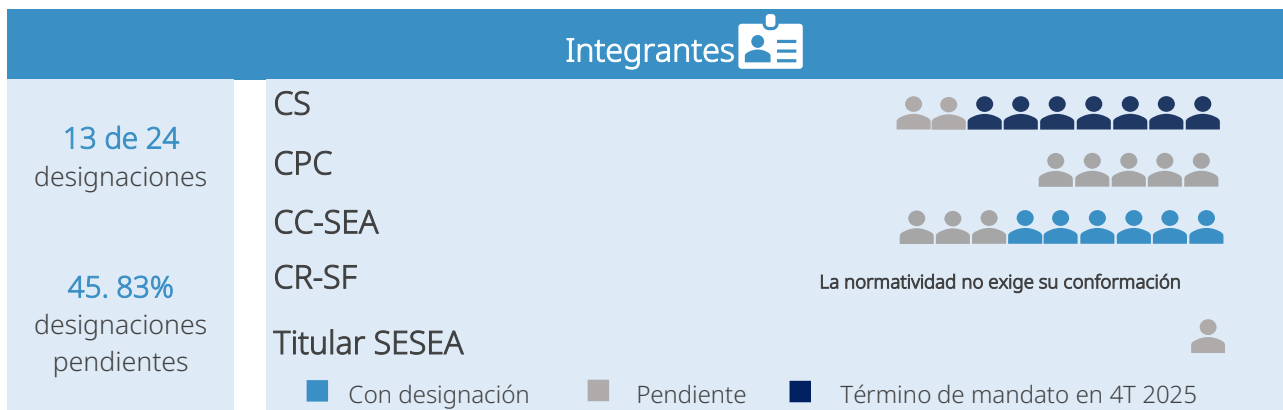 Integrantes
13 de 24
designaciones
45. 83%
designaciones
pendientes
CS
CPC
CC-SEA
CR-SF
La normatividad no exige su conformación
Titular SESEA
Con designación
Pendiente
Término de mandato en 4T 2025